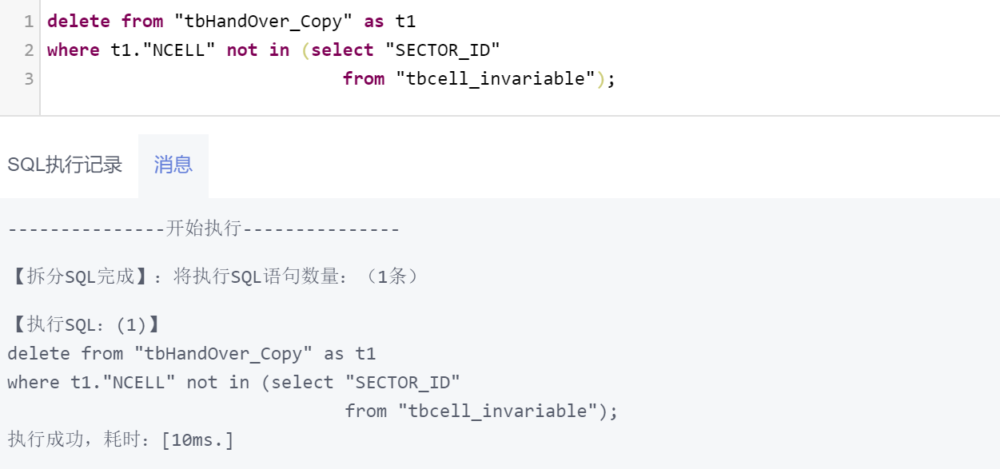 1 delete from "tbHandOver_Copy" as t1
2 where t1."NCELL" not in (select "SECTOR_ID"
3 from "tbcell_invariable");
SQL执行记录 消息
---------------开始执行---------------
【拆分SQL完成】：将执行SQL语句数量：（1条）
【执行SQL：(1)】
delete from "tbHandOver_Copy" as t1
where t1."NCELL" not in (select "SECTOR_ID"
from "tbcell_invariable");
执行成功，耗时：[10ms.]